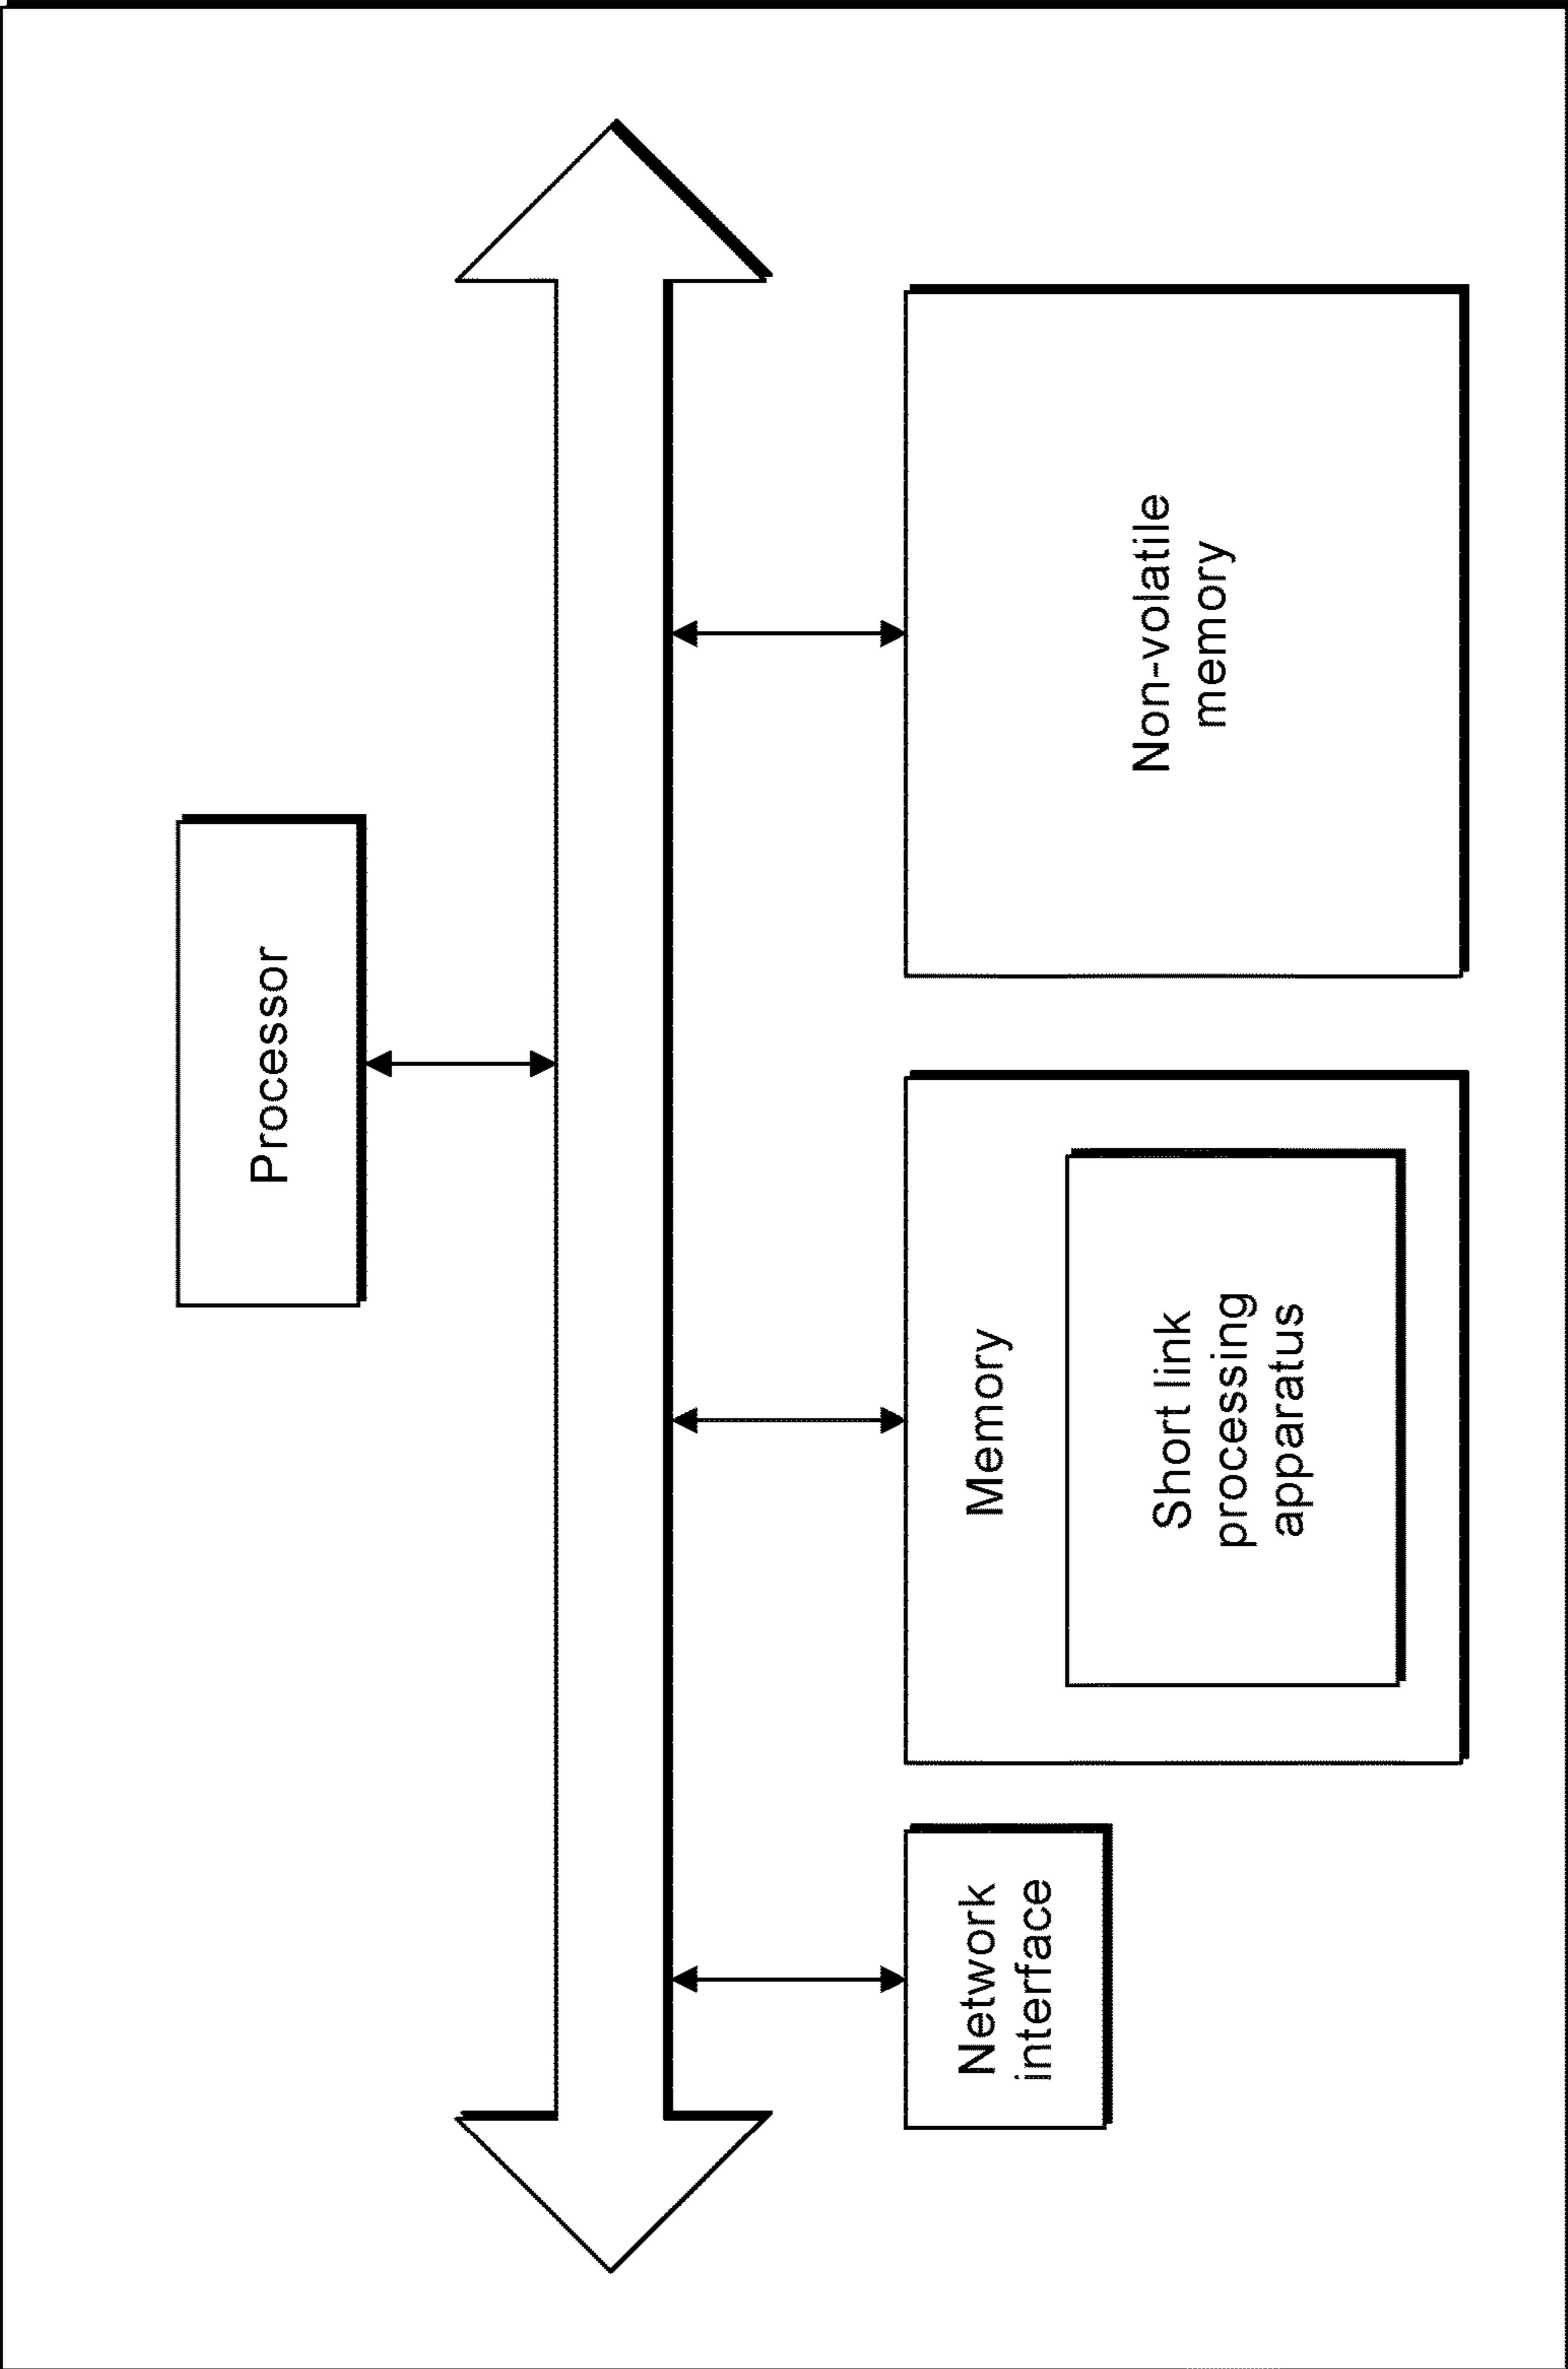 Processor
Network
interface
Memory
Short link
processing
apparatus
Non-volatile
memory